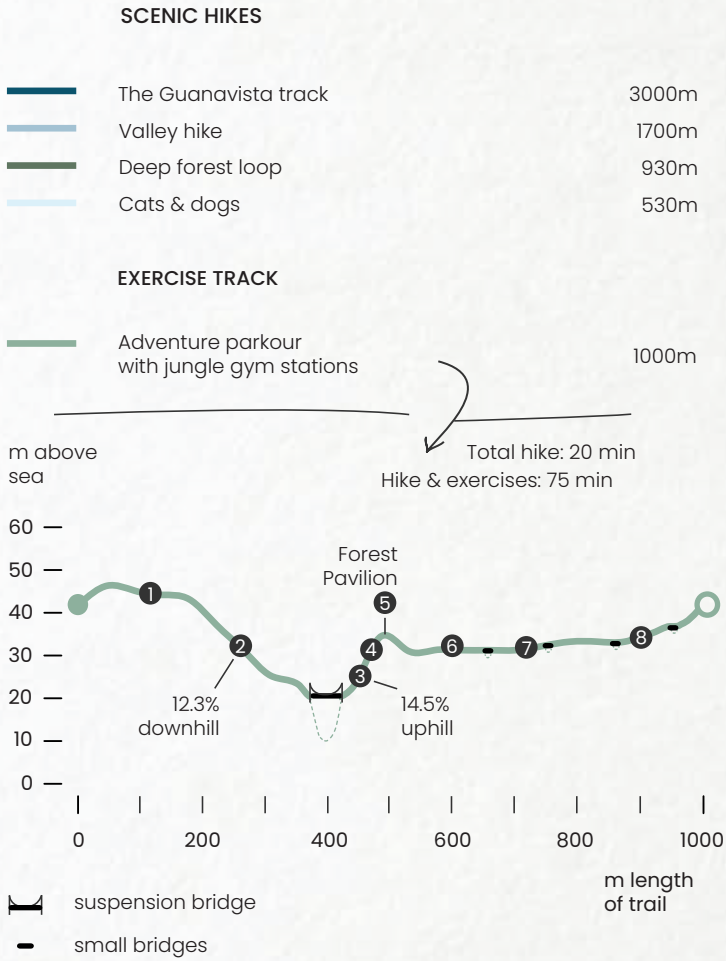 SCENIC HIKES
The Guanavista track 3000m
Valley hike 1700m
Deep forest loop 930m
Cats & dogs 530m
EXERCISE TRACK
Adventure parkour
with jungle gym stations 1000m
m above
sea
Total hike: 20 min
Hike & exercises: 75 min
60
50
40
30
20
10
0
Forest
Pavilion
1
2
3
4
5
6
7
8
12.3%
downhill
14.5%
uphill
0 200 400 600 800 1000
m length
of trail
suspension bridge
small bridges